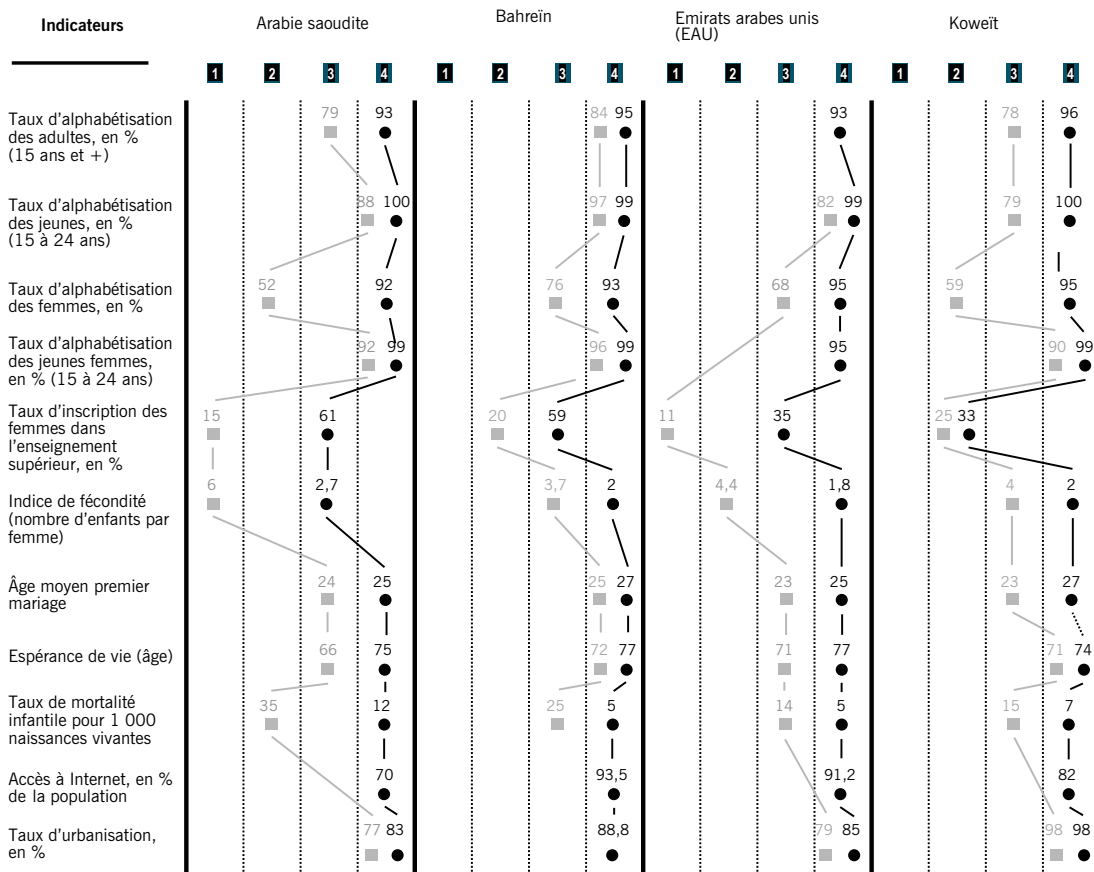 Indicateurs
Arabie saoudite
Bahreïn
Emirats arabes unis
(EAU)
Koweït
1 2 3 4 1 2 3 4 1 2 3 4 1 2 3 4
Taux d'alphabétisation
des adultes, en %
(15 ans et +)
79 93 84 95 93 78 96
Taux d'alphabétisation
des jeunes, en %
(15 à 24 ans)
88 100 97 99 82 99 79 100
Taux d'alphabétisation
des femmes, en %
52 92 76 93 68 95 59 95
Taux d'alphabétisation
des jeunes femmes,
en % (15 à 24 ans)
92 99 96 99 95 90 99
Taux d'inscription des
femmes dans
l'enseignement
supérieur, en %
15 61 20 59 11 35 25 33
Indice de fécondité
(nombre d'enfants par
femme)
6 2,7 3,7 2 4,4 1,8 4 2
Âge moyen premier
mariage
24 25 25 27 23 25 23 27
Espérance de vie (âge)
66 75 72 77 71 77 71 74
Taux de mortalité
infantile pour 1 000
naissances vivantes
35 12 25 5 14 5 15 7
Accès à Internet, en %
de la population
70 93,5 91,2 82
Taux d'urbanisation,
en %
77 83 88,8 79 85 98 98